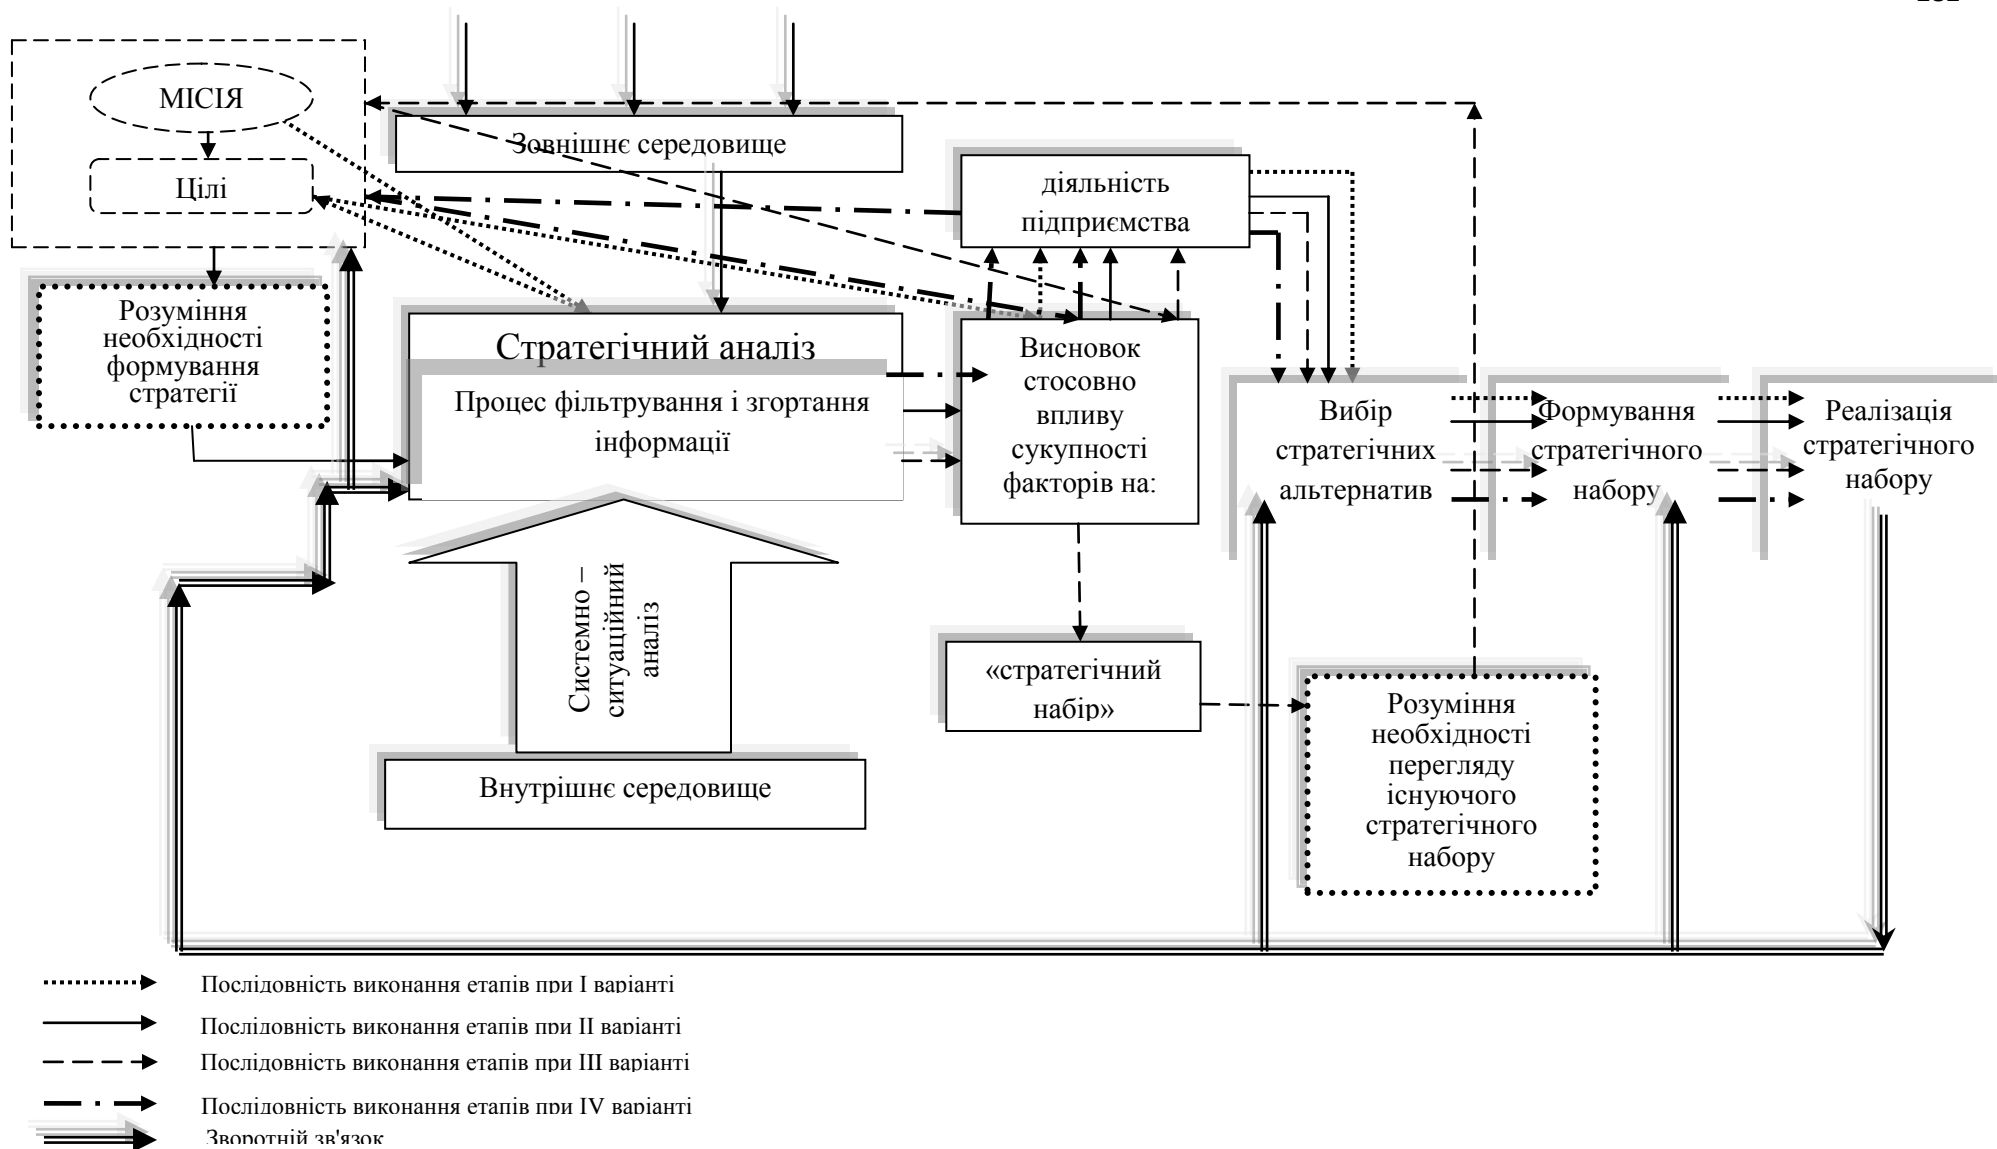 МІСІЯ
Цілі
Зовнішнє середовище
діяльність
підприємства
Розуміння
необхідності
формування
стратегії
Стратегічний аналіз
Процес фільтрування і згортання
інформації
Висновок
стосовно
впливу
сукупності
факторів на:
Вибір
стратегічних
альтернатив
Формування
стратегічного
набору
Реалізація
стратегічного
набору
Системно –
ситуаційний
аналіз
«стратегічний
набір»
Розуміння
необхідності
перегляду
існуючого
стратегічного
набору
Внутрішнє середовище
Послідовність виконання етапів при І варіанті
Послідовність виконання етапів при ІІ варіанті
Послідовність виконання етапів при ІІІ варіанті
Послідовність виконання етапів при IV варіанті
Зворотній зв'язок